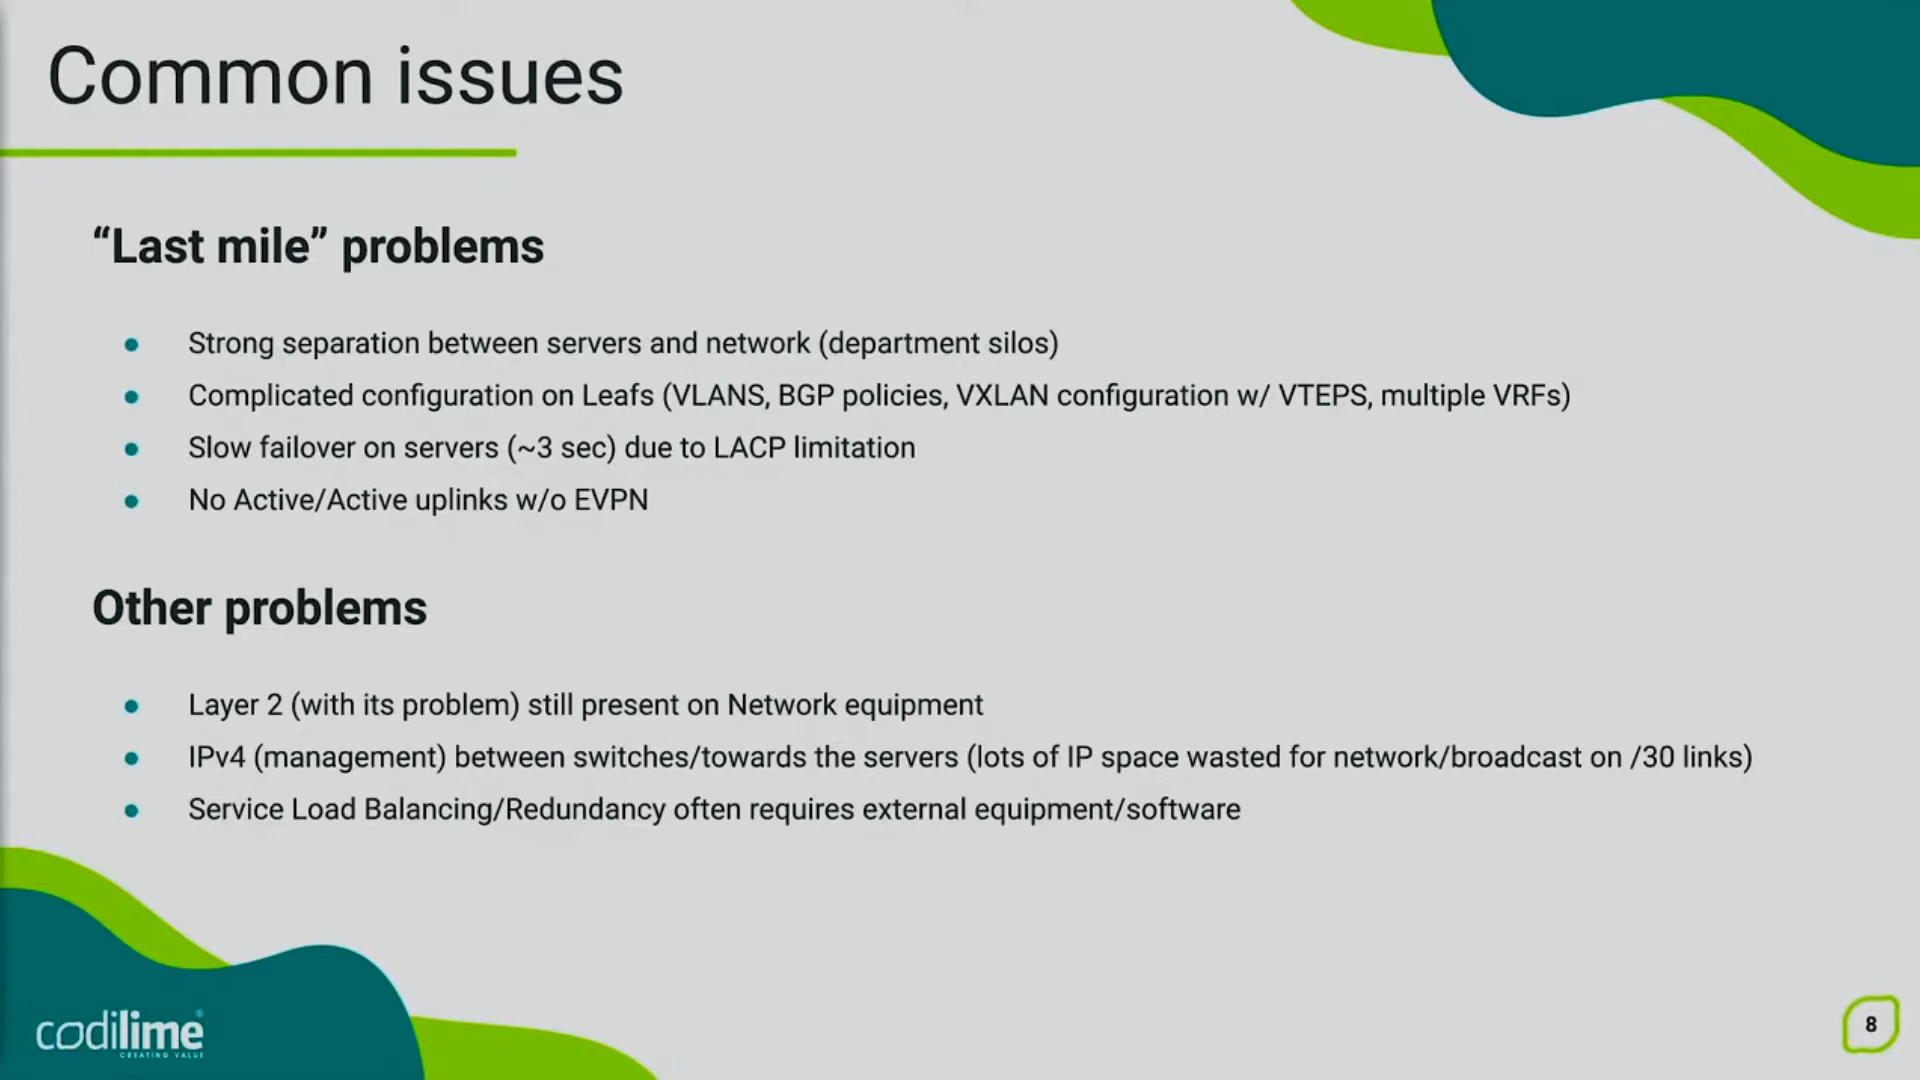 Common issues
“Last mile” problems
● Strong separation between servers and network (department silos)
● Complicated configuration on Leafs (VLANS, BGP policies, VXLAN configuration w/ VTEPS, multiple VRFs)
● Slow failover on servers (~3 sec) due to LACP limitation
● No Active/Active uplinks w/o EVPN
Other problems
● Layer 2 (with its problem) still present on Network equipment
● IPv4 (management) between switches/towards the servers (lots of IP space wasted for network/broadcast on /30 links)
● Service Load Balancing/Redundancy often requires external equipment/software
codilime®
CREATING VALUE
8